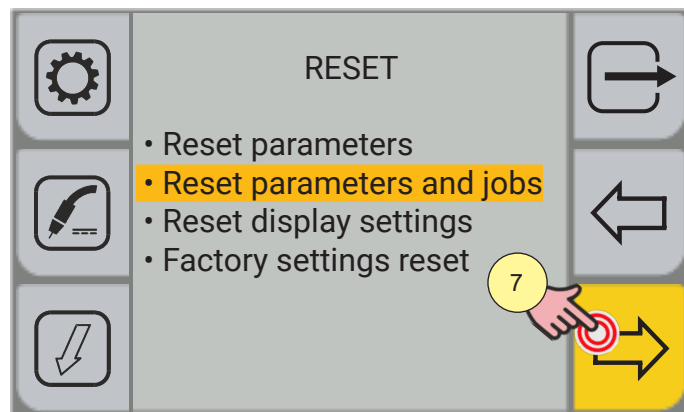 RESET
• Reset parameters
• Reset parameters and jobs
• Reset display settings
• Factory settings reset
7